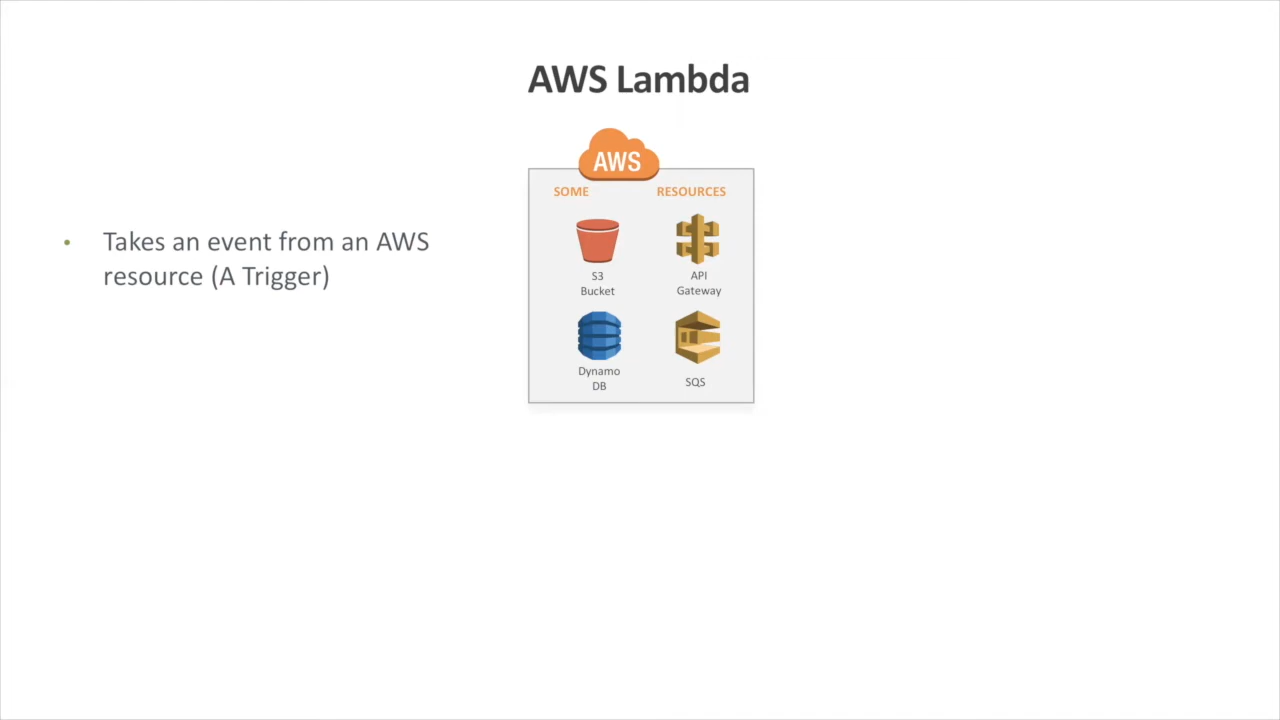 AWS Lambda
AWS
SOME RESOURCES
• Takes an event from an AWS
resource (A Trigger)
S3
Bucket
API
Gateway
Dynamo
DB
SQS